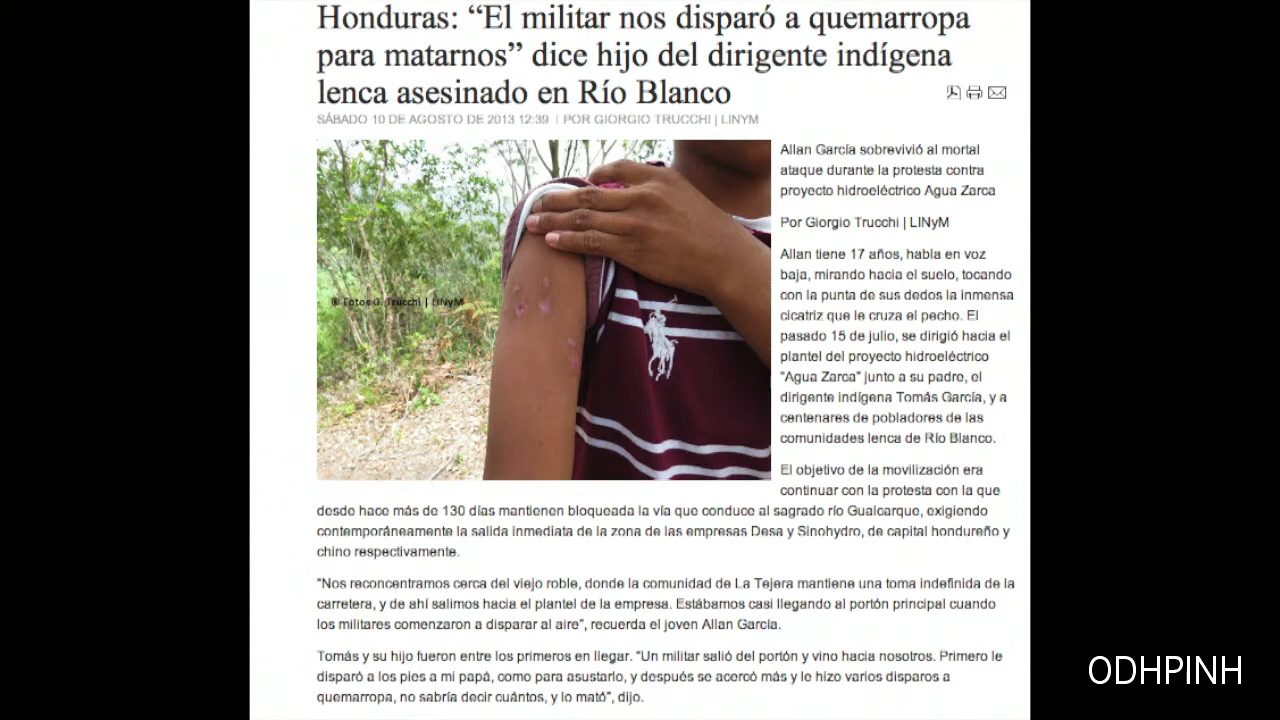 Honduras: “El militar nos disparó a quemarropa
para matarnos” dice hijo del dirigente indígena
lenca asesinado en Río Blanco
SÁBADO 10 DE AGOSTO DE 2013 12:39 | POR GIORGIO TRUCCHI | LINYM
Allan García sobrevivió al mortal
ataque durante la protesta contra
proyecto hidroeléctrico Agua Zarca
Por Giorgio Trucchi | LINyM
Allan tiene 17 años, habla en voz
baja, mirando hacia el suelo, tocando
con la punta de sus dedos la inmensa
cicatriz que le cruza el pecho. El
pasado 15 de julio, se dirigió hacia el
plantel del proyecto hidroeléctrico
"Agua Zarca" junto a su padre, el
dirigente indígena Tomás García, y a
centenares de pobladores de las
comunidades lenca de Río Blanco.
El objetivo de la movilización era
continuar con la protesta con la que
desde hace más de 130 días mantienen bloqueada la vía que conduce al sagrado río Gualcarque, exigiendo
contemporáneamente la salida inmediata de la zona de las empresas Desa y Sinohydro, de capital hondureño y
chino respectivamente.
"Nos reconcentramos cerca del viejo roble, donde la comunidad de La Tejera mantiene una toma indefinida de la
carretera, y de ahí salimos hacia el plantel de la empresa. Estábamos casi llegando al portón principal cuando
los militares comenzaron a disparar al aire", recuerda el joven Allan García.
Tomás y su hijo fueron entre los primeros en llegar. "Un militar salió del portón y vino hacia nosotros. Primero le
disparó a los pies a mi papá, como para asustarlo, y después se acercó más y le hizo varios disparos a
quemarropa, no sabría decir cuántos, y lo mató", dijo.
© Fotos G. Trucchi | LINyM
ODHPINH